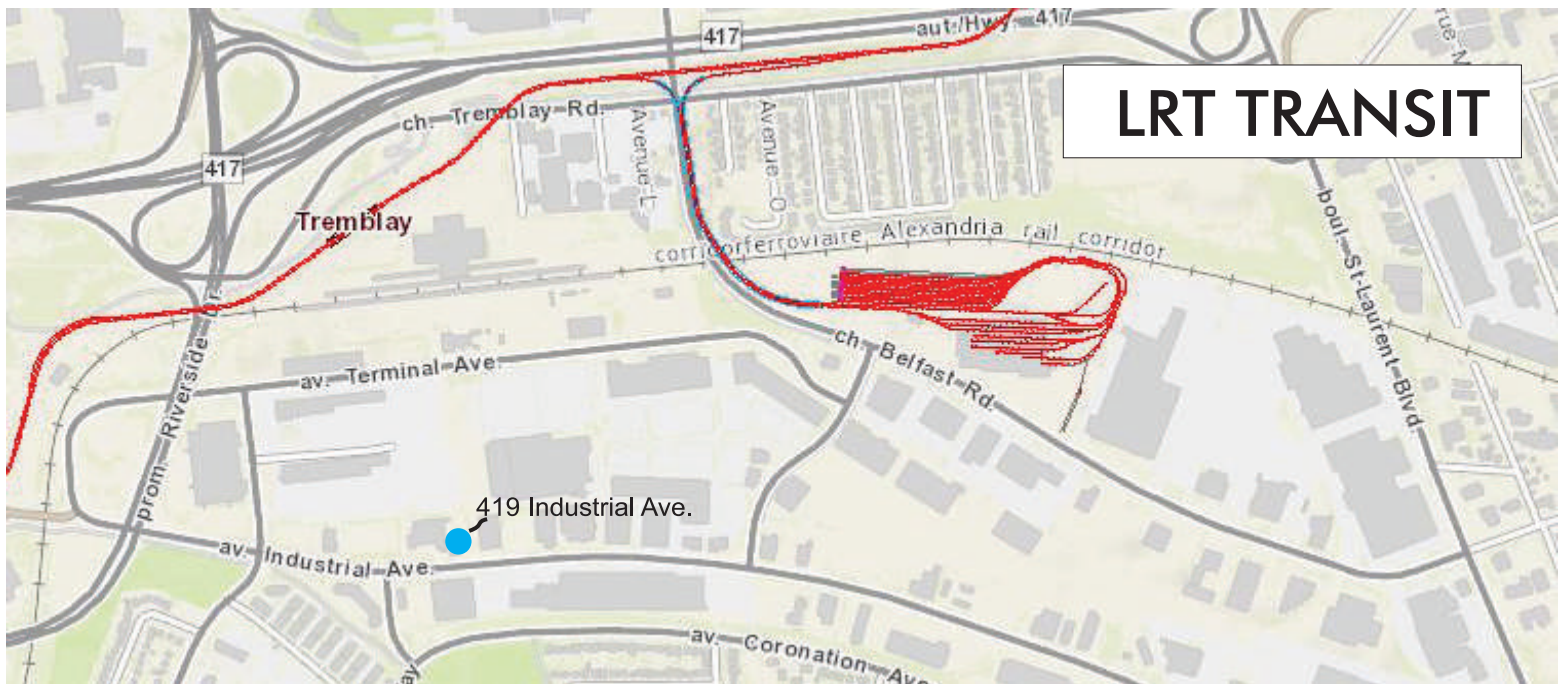 417
aut./Hwy. 417
LRT TRANSIT
ch. Tremblay Rd.
Avenue-L
Avenue-O
417
Tremblay
corridorferroviaire Alexandria rail corridor
boul.-St-Laurent-Blvd.
ch. Belfast-Rd.
av. Terminal-Ave.
prom. Riverside Dr.
419 Industrial Ave.
av. Industrial-Ave.
av. Coronation-Ave